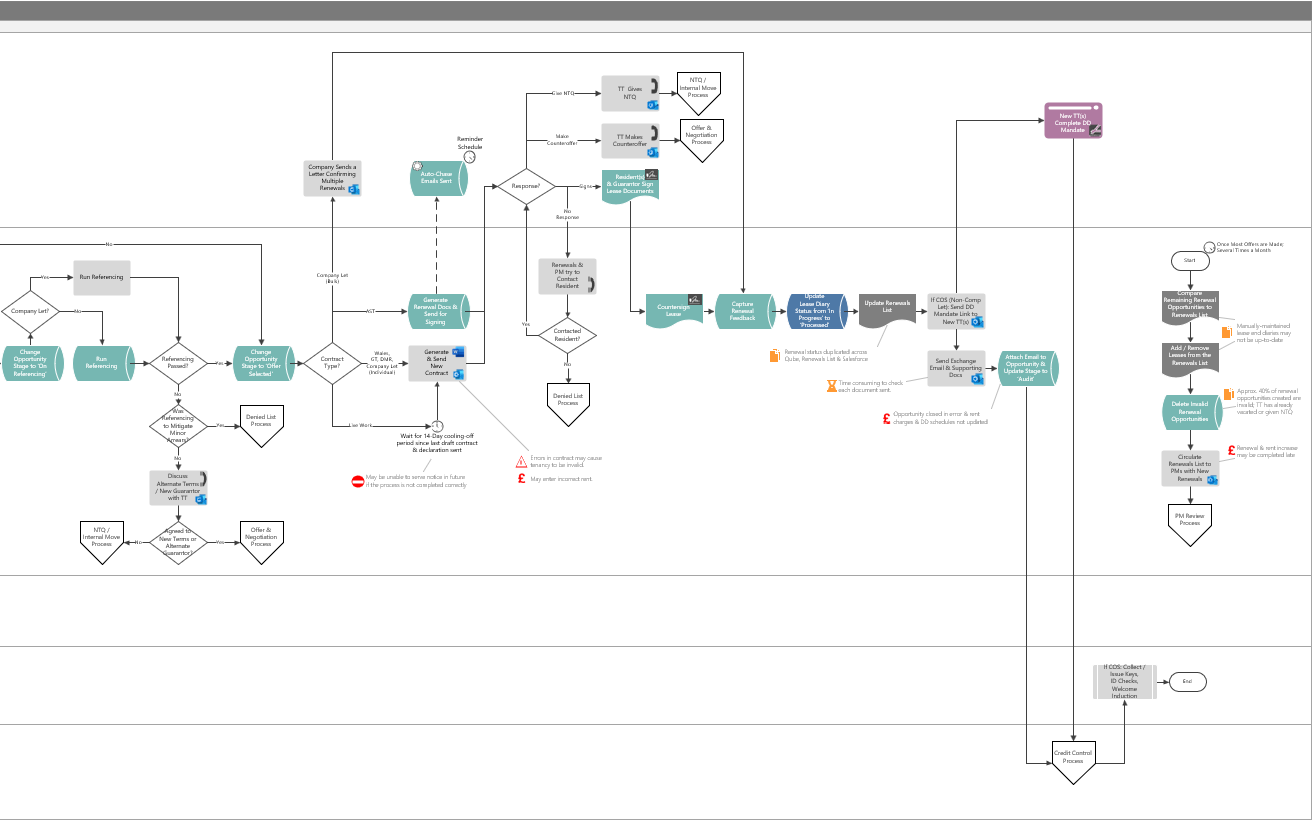 NTQ /
Internal Move
Process
TT Gives
NTQ
Give NTQ
New TT(s)
Complete DD
Mandate
Offer &
Negotiation
Process
TT Makes
Counteroffer
Make
Counteroffer
Reminder
Schedule
Company Sends a
Letter Confirming
Multiple
Renewals
Auto-Chase
Emails Sent
Response?
Signs
Resident(s)
& Guarantor Sign
Lease Documents
No
Response
No
Once Most Offers are Made;
Several Times a Month
Start
Yes
Run Referencing
Company Let
(Bulk)
Renewals &
PM try to
Contact
Resident
Company Let?
No
AST
Generate
Renewal Docs &
Send for
Signing
Yes
Contacted
Resident?
Countersign
Lease
Capture
Renewal
Feedback
Update
Lease Diary
Status from 'In
Progress' to
'Processed'
Update Renewals
List
If COS (Non-Comp
Let): Send DD
Mandate Link to
New TT(s)
Compare
Remaining Renewal
Opportunities to
Renewals List
Manually-maintained
lease end diaries may
not be up-to-date
Change
Opportunity
Stage to 'On
Referencing'
Run
Referencing
Referencing
Passed?
Yes
Change
Opportunity
Stage to 'Offer
Selected'
Contract
Type?
Wales,
GT, DMR,
Company Let
(Individual)
Generate
& Send
New
Contract
No
Renewal status duplicated across
Qube, Renewals List & Salesforce
Send Exchange
Email & Supporting
Docs
Attach Email to
Opportunity &
Update Stage to
'Audit'
Add / Remove
Leases from the
Renewals List
Time consuming to check
each document sent.
No
Was
Referencing
to Mitigate
Minor
Arrears?
Yes
Denied List
Process
Live Work
Denied List
Process
Opportunity closed in error & rent
charges & DD schedules not updated!
Delete Invalid
Renewal
Opportunities
Approx. 40% of renewal
opportunities created are
invalid; TT has already
vacated or given NTQ
Wait for 14-Day cooling-off
period since last draft contract
& declaration sent
No
Errors in contract may cause
tenancy to be invalid.
May enter incorrect rent.
Circulate
Renewals List to
PMs with New
Renewals
Renewal & rent increase
may be completed late
Discuss
Alternate Terms
/ New Guarantor
with TT
May be unable to serve notice in future
if the process is not completed correctly
PM Review
Process
NTQ /
Internal Move
Process
No
Agreed to
New Terms or
Alternate
Guarantor?
Yes
Offer &
Negotiation
Process
If COS: Collect /
Issue Keys,
ID Checks,
Welcome
Induction
End
Credit Control
Process